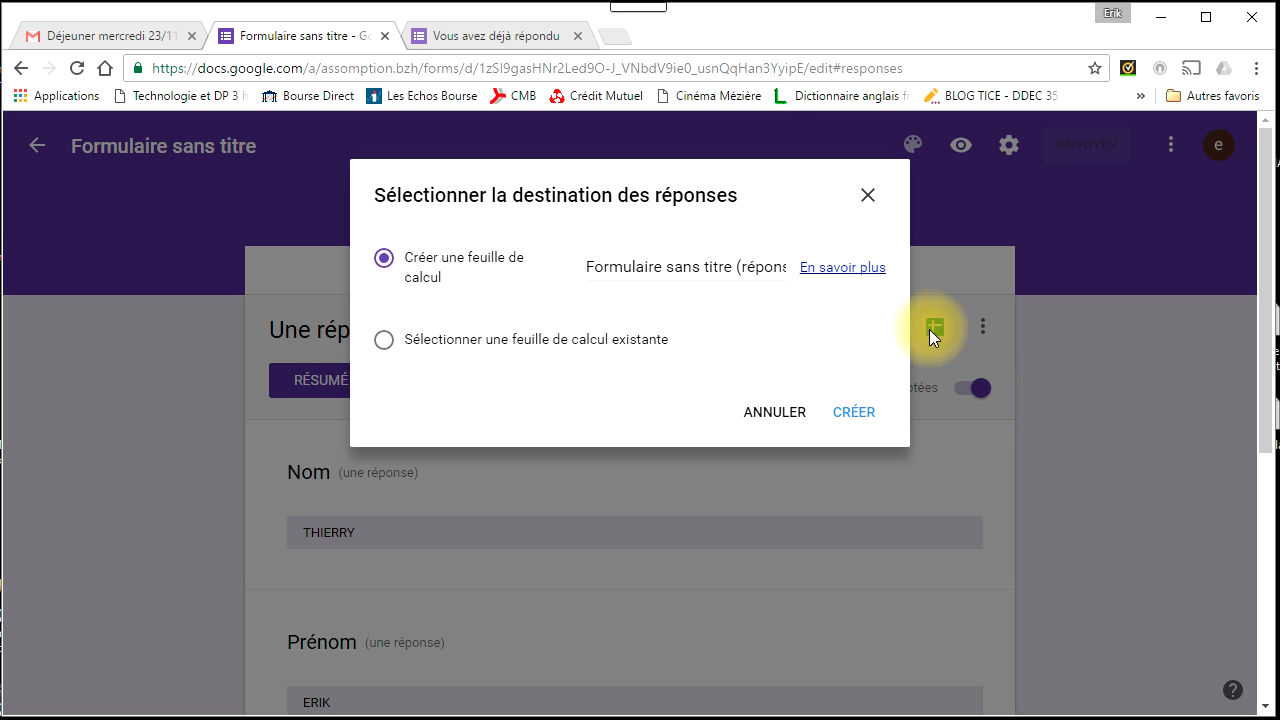 Erik
Déjeuner mercredi 23/11
Formulaire sans titre - Go
Vous avez déjà répondu
https://docs.google.com/a/assomption.bzh/forms/d/1zSI9gasHNr2Led9O-J_VNbdV9ie0_usnQqHan3YyipE/edit#responses
Applications
Technologie et DP 3 h
Bourse Direct
Les Echos Bourse
CMB
Crédit Mutuel
Cinéma Mézière
Dictionnaire anglais fr
BLOG TICE - DDEC 35
»
Autres favoris
Formulaire sans titre
ENVOYER
e
Sélectionner la destination des réponses
Créer une feuille de
calcul
Formulaire sans titre (répons
En savoir plus
Sélectionner une feuille de calcul existante
ANNULER
CRÉER
Une rép
RÉSUMÉ
ptées
Nom (une réponse)
THIERRY
Prénom (une réponse)
ERIK